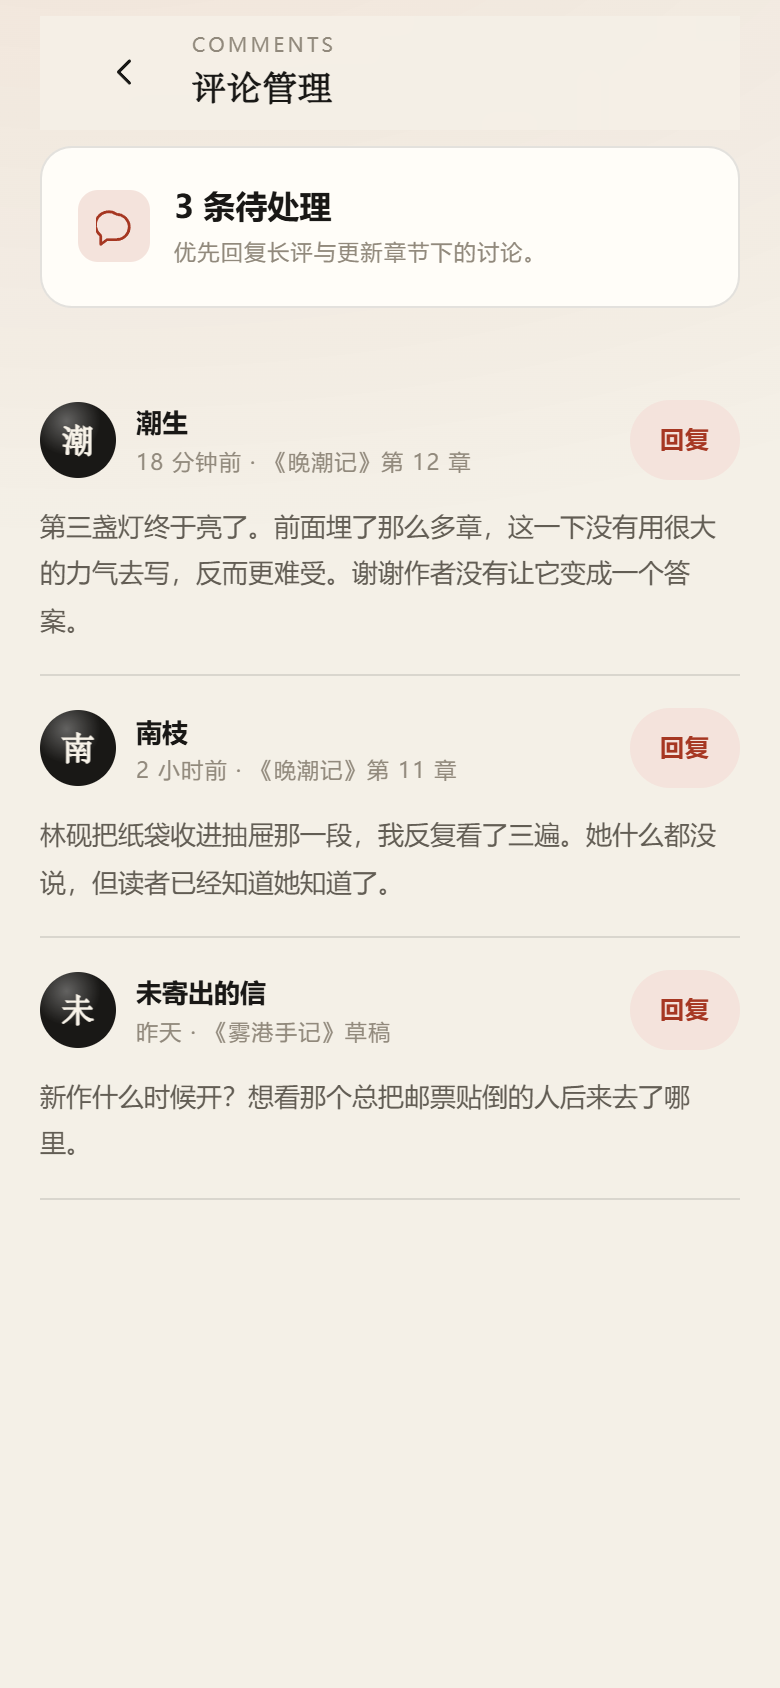 COMMENTS
评论管理
3 条待处理
优先回复长评与更新章节下的讨论。
潮
潮生
18 分钟前 · 《晚潮记》第 12 章
回复
第三盏灯终于亮了。前面埋了那么多章，这一下没有用很大
的力气去写，反而更难受。谢谢作者没有让它变成一个答
案。
南
南枝
2 小时前 · 《晚潮记》第 11 章
回复
林砚把纸袋收进抽屉那一段，我反复看了三遍。她什么都没
说，但读者已经知道她知道了。
未
未寄出的信
昨天 · 《雾港手记》草稿
回复
新作什么时候开？想看那个总把邮票贴倒的人后来去了哪
里。